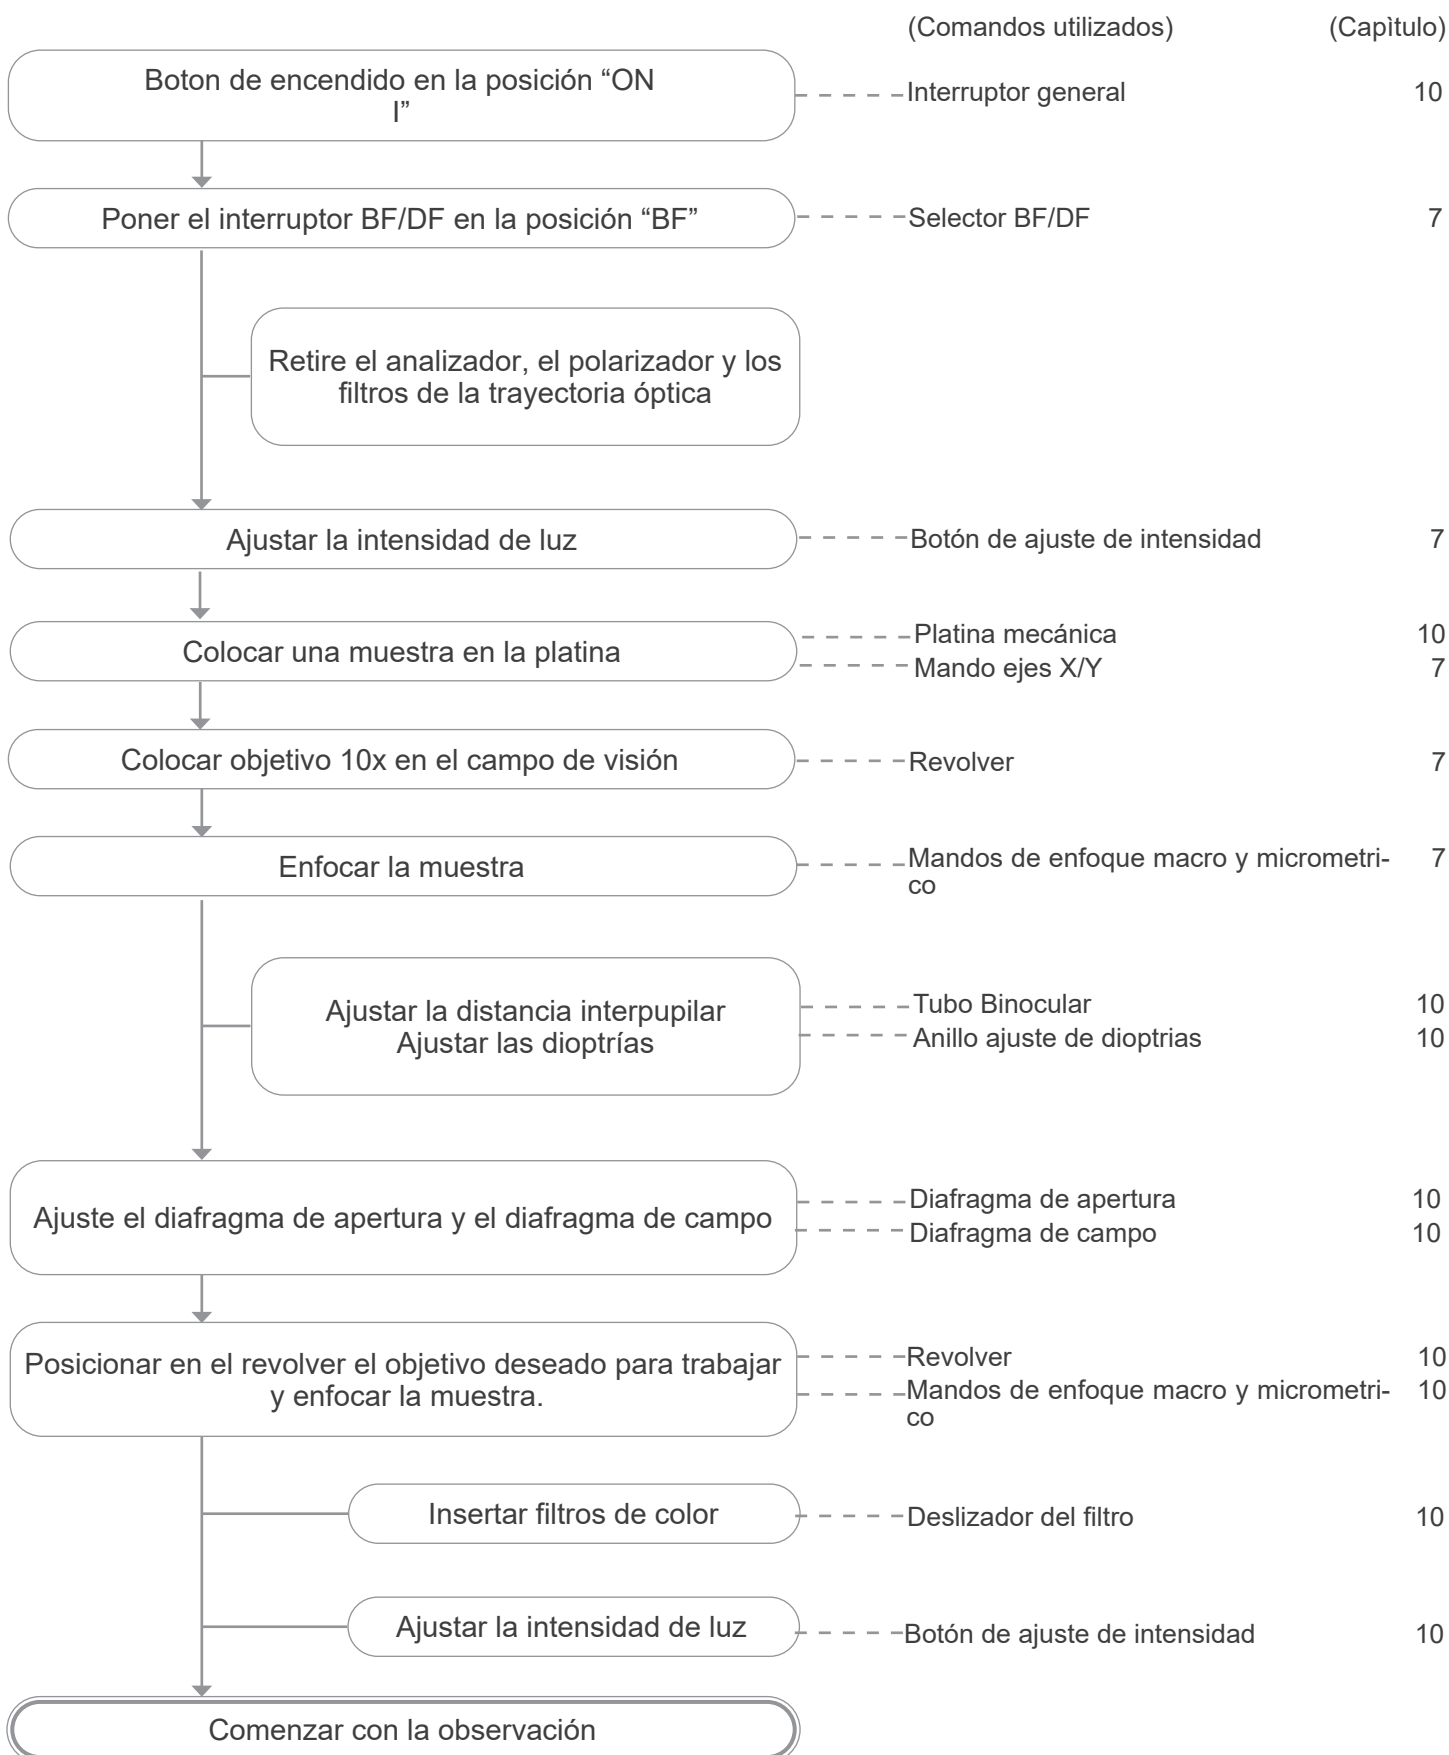 (Comandos utilizados) (Capìtulo)
Boton de encendido en la posición “ON
I”
Interruptor general 10
Poner el interruptor BF/DF en la posición “BF”
Selector BF/DF 7
Retire el analizador, el polarizador y los
filtros de la trayectoria óptica
Ajustar la intensidad de luz
Botón de ajuste de intensidad 7
Colocar una muestra en la platina
Platina mecánica 10
Mando ejes X/Y 7
Colocar objetivo 10x en el campo de visión
Revolver 7
Enfocar la muestra
Mandos de enfoque macro y micrometri- 7
co
Ajustar la distancia interpupilar
Ajustar las dioptrías
Tubo Binocular 10
Anillo ajuste de dioptrias 10
Ajuste el diafragma de apertura y el diafragma de campo
Diafragma de apertura 10
Diafragma de campo 10
Posicionar en el revolver el objetivo deseado para trabajar
y enfocar la muestra.
Revolver 10
Mandos de enfoque macro y micrometri- 10
co
Insertar filtros de color
Deslizador del filtro 10
Ajustar la intensidad de luz
Botón de ajuste de intensidad 10
Comenzar con la observación